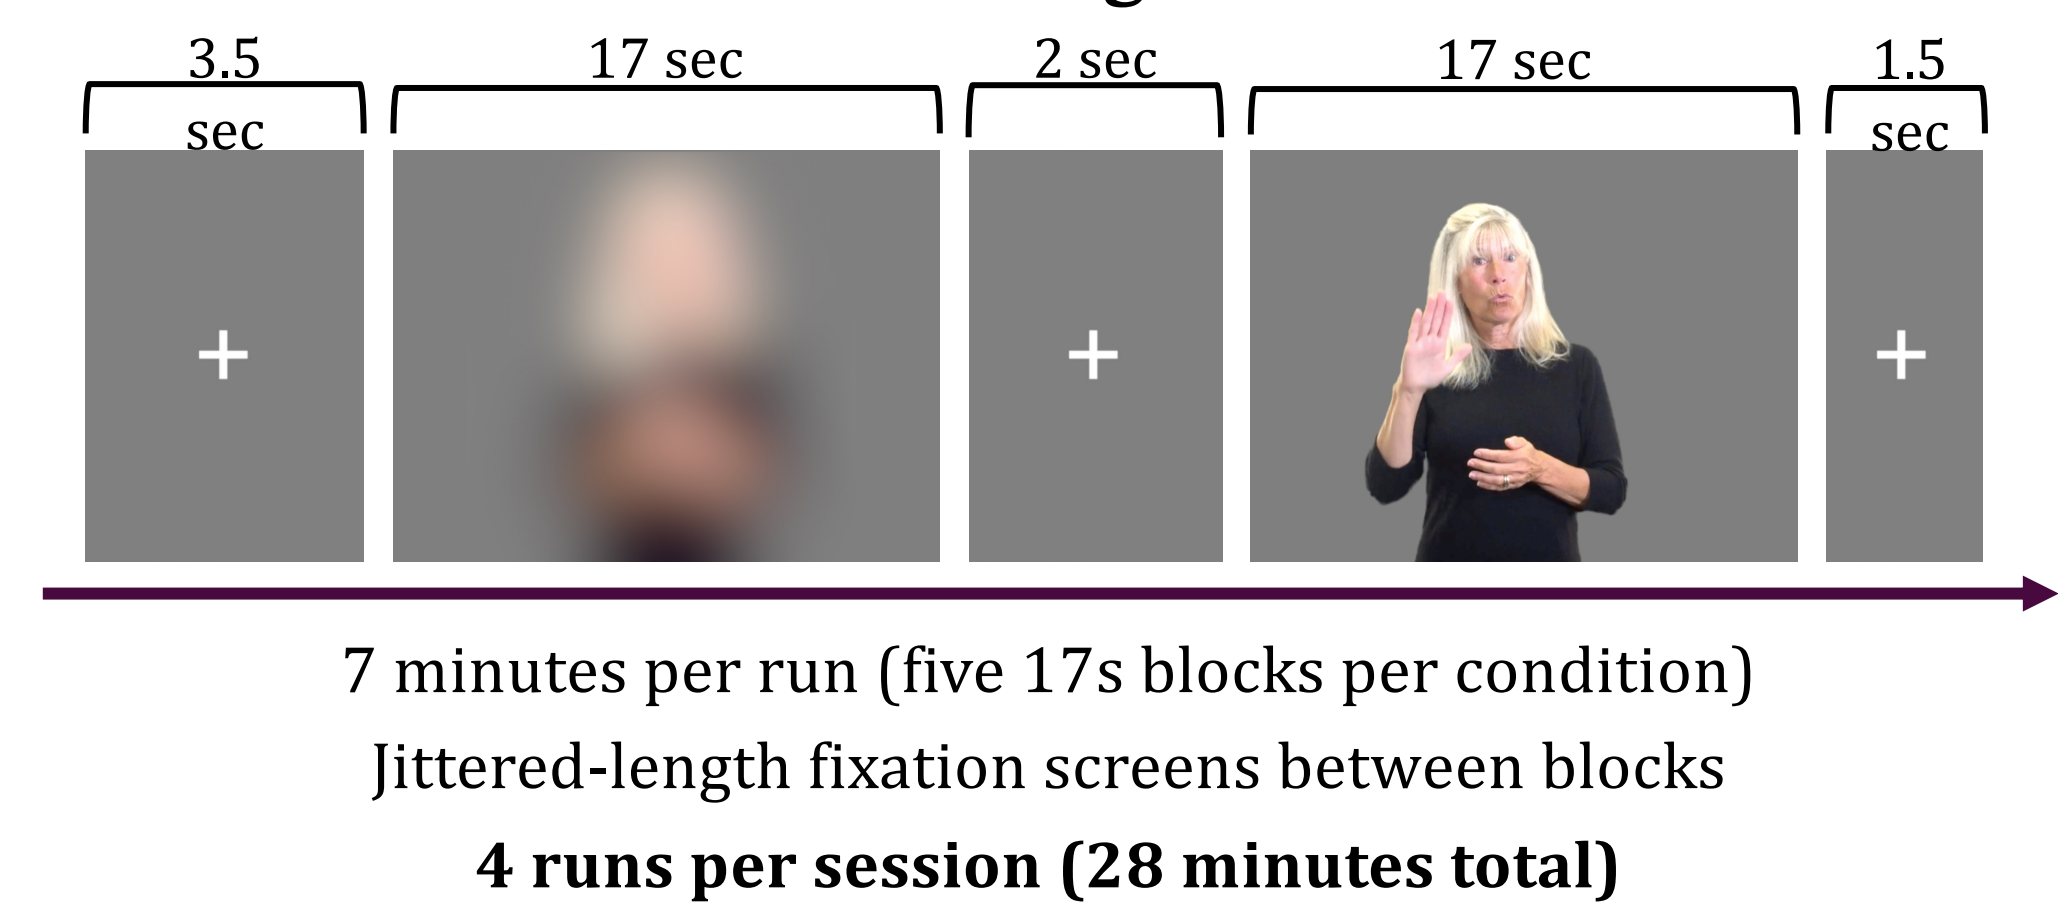 3.5 sec
17 sec
2 sec
17 sec
1.5 sec
7 minutes per run (five 17s blocks per condition)
Jittered-length fixation screens between blocks
4 runs per session (28 minutes total)